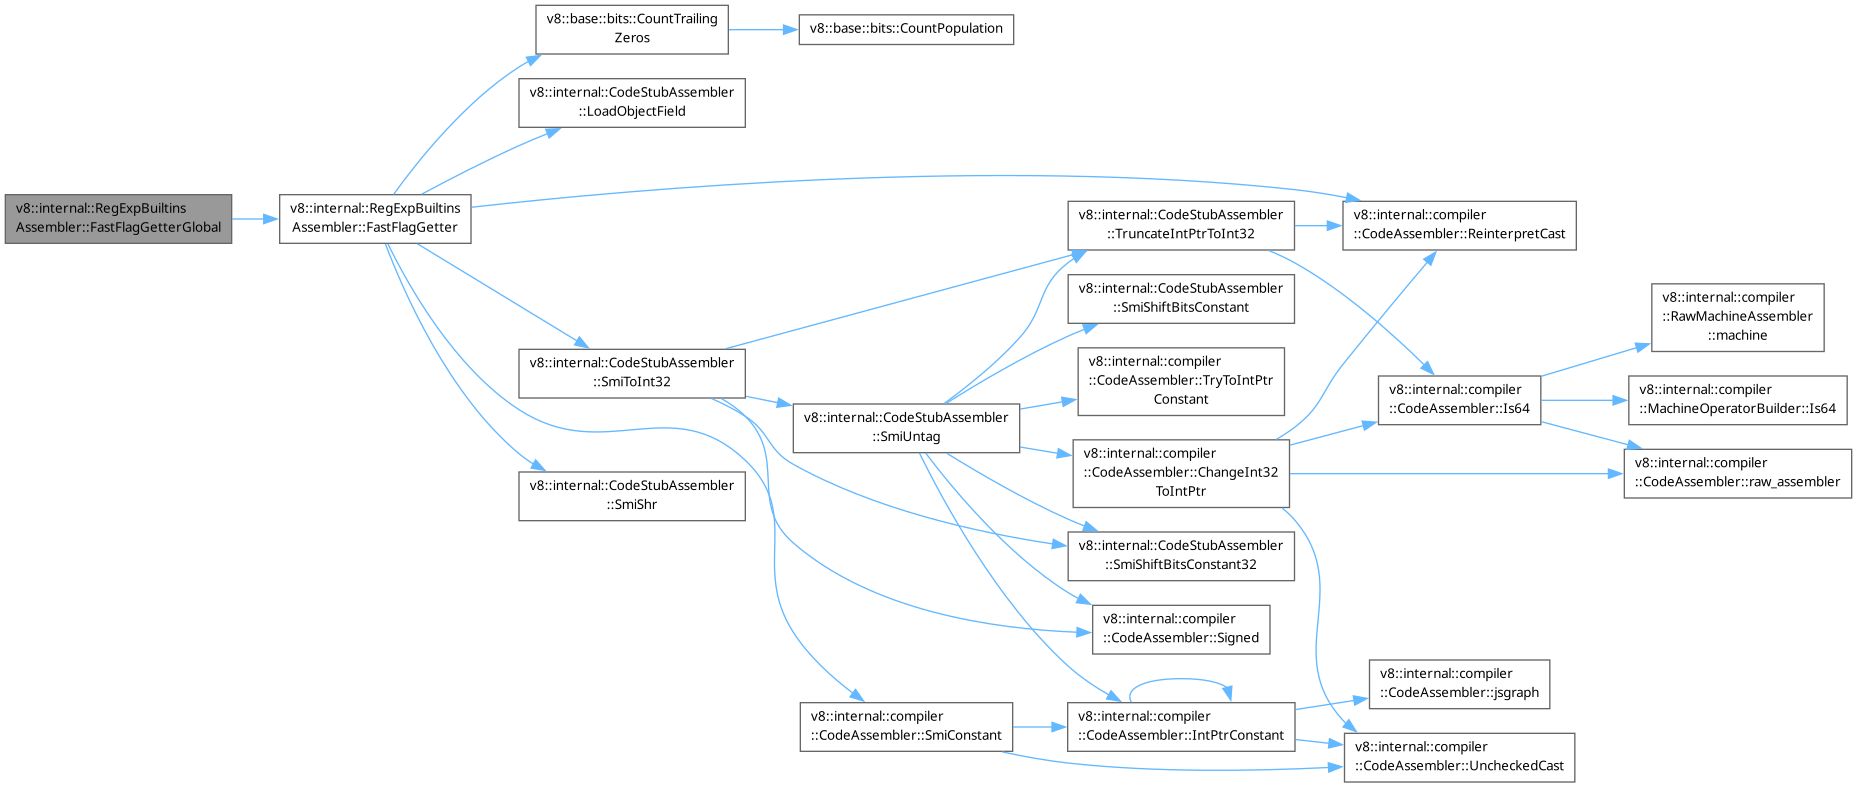 v8::internal::RegExpBuiltins
Assembler::FastFlagGetterGlobal
v8::internal::RegExpBuiltins
Assembler::FastFlagGetter
v8::base::bits::CountTrailing
Zeros
v8::base::bits::CountPopulation
v8::internal::CodeStubAssembler
::LoadObjectField
v8::internal::CodeStubAssembler
::SmiToInt32
v8::internal::CodeStubAssembler
::SmiShr
v8::internal::CodeStubAssembler
::SmiUntag
v8::internal::compiler
::CodeAssembler::SmiConstant
v8::internal::CodeStubAssembler
::TruncateIntPtrToInt32
v8::internal::CodeStubAssembler
::SmiShiftBitsConstant
v8::internal::compiler
::CodeAssembler::TryToIntPtr
Constant
v8::internal::compiler
::CodeAssembler::ChangeInt32
ToIntPtr
v8::internal::CodeStubAssembler
::SmiShiftBitsConstant32
v8::internal::compiler
::CodeAssembler::Signed
v8::internal::compiler
::CodeAssembler::IntPtrConstant
v8::internal::compiler
::CodeAssembler::ReinterpretCast
v8::internal::compiler
::CodeAssembler::Is64
v8::internal::compiler
::CodeAssembler::jsgraph
v8::internal::compiler
::CodeAssembler::UncheckedCast
v8::internal::compiler
::RawMachineAssembler
::machine
v8::internal::compiler
::MachineOperatorBuilder::Is64
v8::internal::compiler
::CodeAssembler::raw_assembler